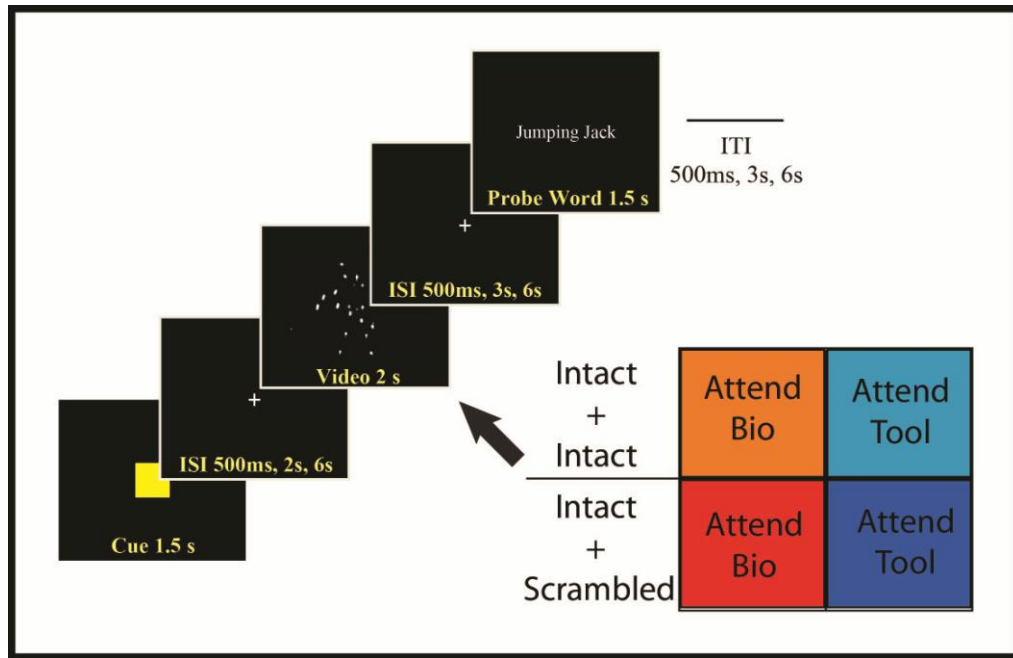 Jumping Jack
Probe Word 1.5 s
ITI
500ms, 3s, 6s
ISI 500ms, 3s, 6s
Video 2 s
ISI 500ms, 2s, 6s
Cue 1.5 s
Intact
+
Intact
Attend
Bio
Attend
Tool
Intact
+
Scrambled
Attend
Bio
Attend
Tool